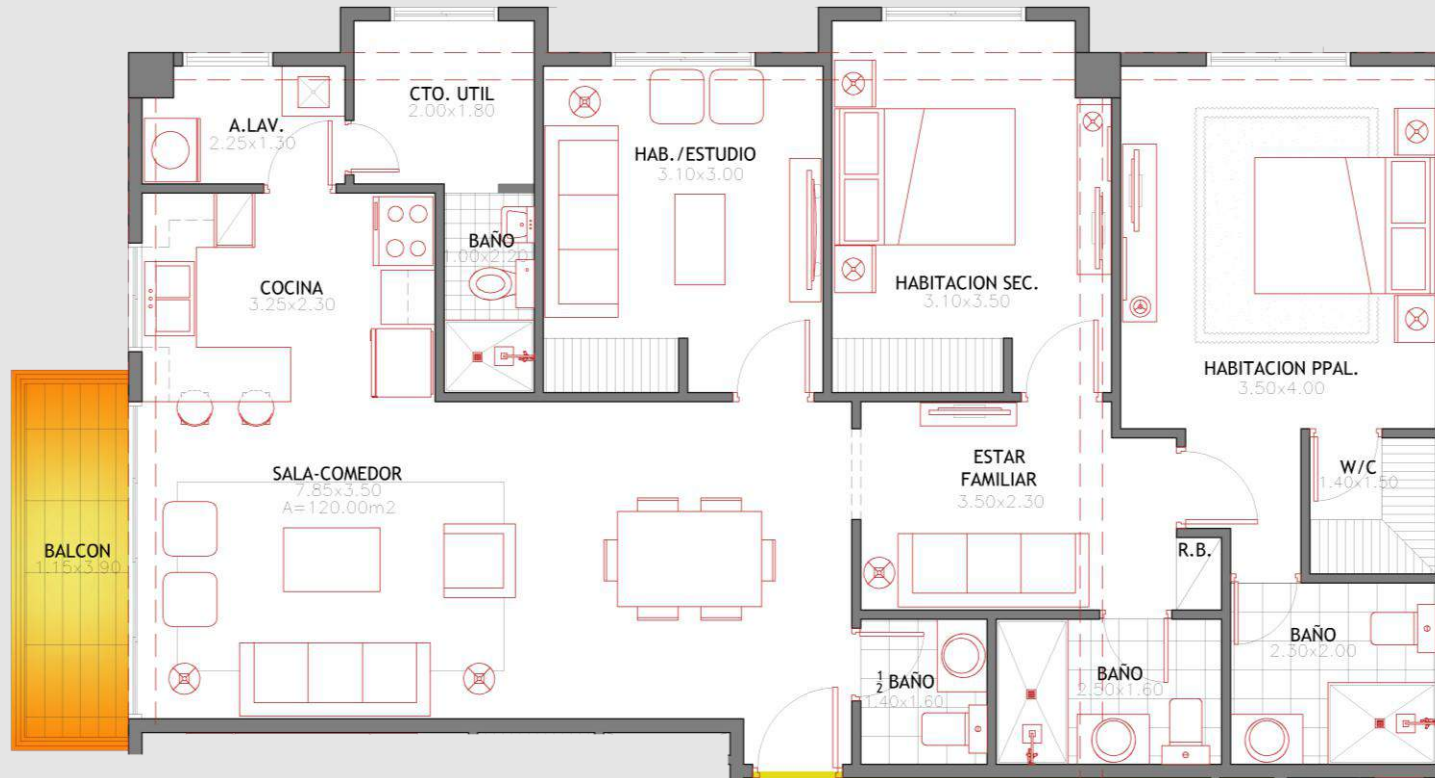 CTO. UTIL
2.00x1.80
A.LAV.
2.25x1.30
HAB./ESTUDIO
3.10x3.00
BAÑO
1.00x2.20
COCINA
3.25x2.30
HABITACION SEC.
3.10x3.50
HABITACION PPAL.
3.50x4.00
SALA-COMEDOR
7.85x3.50
A=120.00m2
ESTAR
FAMILIAR
3.50x2.30
W/C
1.40x1.50
BALCON
1.15x3.90
R.B.
1/2 BAÑO
1.40x1.60
BAÑO
2.50x1.60
BAÑO
2.30x2.00